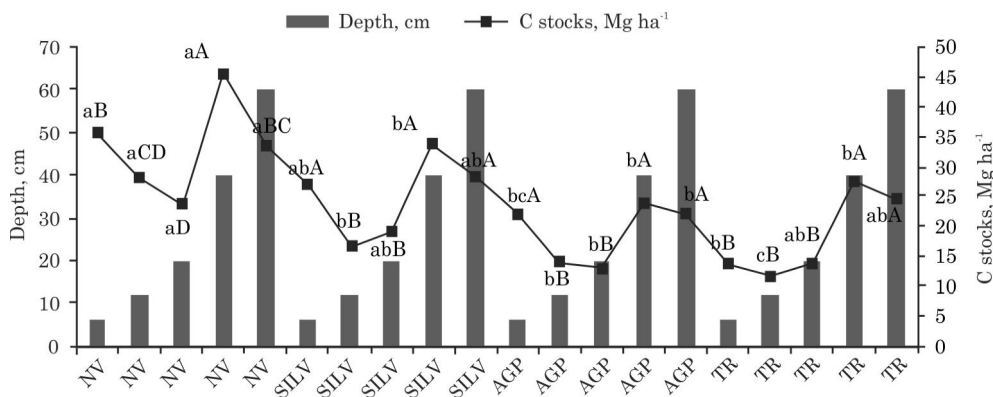 Depth, cm C stocks, Mg ha⁻¹
70 50
60 45
50 40
40 35
30 30
20 25
10 20
0 15
10
5
0
Depth, cm
C stocks, Mg ha⁻¹
aB aCD aD aA aBC abA bB abB bA abA bcA bB bB bA bA bB cB abB bA abA
NV NV NV NV NV SILV SILV SILV SILV SILV AGP AGP AGP AGP AGP TR TR TR TR TR